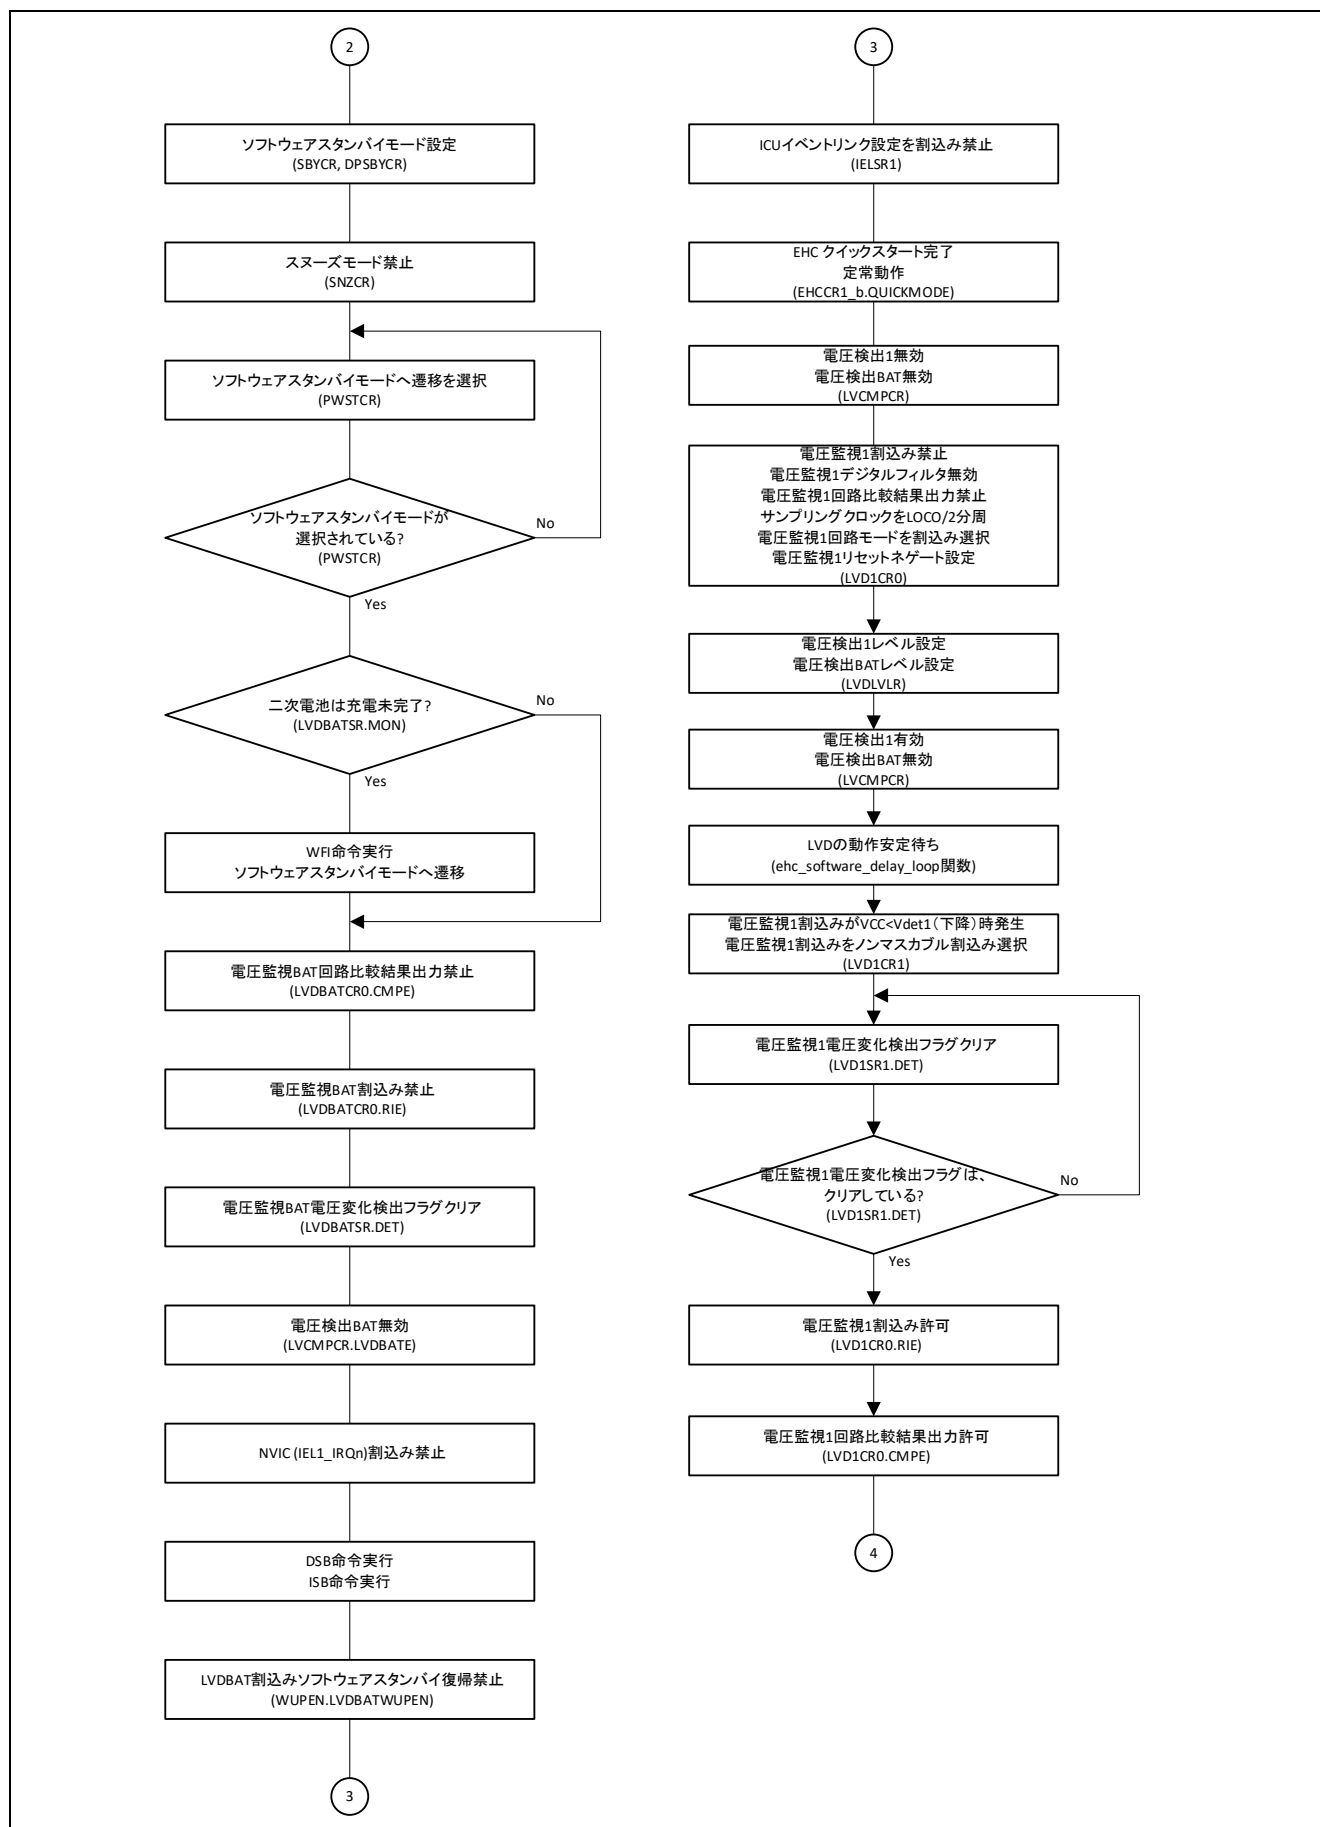 2
ソフトウェアスタンバイモード設定
(SBYCR, DPSBYCR)
スヌーズモード禁止
(SNZCR)
ソフトウェアスタンバイモードへ遷移を選択
(PWSTCR)
ソフトウェアスタンバイモードが
選択されている?
(PWSTCR)
No
Yes
二次電池は充電未完了?
(LVDBATSR.MON)
No
Yes
WFI命令実行
ソフトウェアスタンバイモードへ遷移
電圧監視BAT回路比較結果出力禁止
(LVDBATCR0.CMPE)
電圧監視BAT割込み禁止
(LVDBATCR0.RIE)
電圧監視BAT電圧変化検出フラグクリア
(LVDBATSR.DET)
電圧検出BAT無効
(LVCMPCR.LVDBATE)
NVIC (IEL1_IRQn)割込み禁止
DSB命令実行
ISB命令実行
LVDBAT割込みソフトウェアスタンバイ復帰禁止
(WUPEN.LVDBATWUPEN)
3
3
ICUイベントリンク設定を割込み禁止
(IELSR1)
EHC クイックスタート完了
定常動作
(EHCCR1_b.QUICKMODE)
電圧検出1無効
電圧検出BAT無効
(LVCMPCR)
電圧監視1割込み禁止
電圧監視1デジタルフィルタ無効
電圧監視1回路比較結果出力禁止
サンプリングクロックをLOCO/2分周
電圧監視1回路モードを割込み選択
電圧監視1リセットネゲート設定
(LVD1CR0)
電圧検出1レベル設定
電圧検出BATレベル設定
(LVDLVLR)
電圧検出1有効
電圧検出BAT無効
(LVCMPCR)
LVDの動作安定待ち
(ehc_software_delay_loop関数)
電圧監視1割込みがVCC<Vdet1(下降)時発生
電圧監視1割込みをノンマスカブル割込み選択
(LVD1CR1)
電圧監視1電圧変化検出フラグクリア
(LVD1SR1.DET)
電圧監視1電圧変化検出フラグは、
クリアしている?
(LVD1SR1.DET)
No
Yes
電圧監視1割込み許可
(LVD1CR0.RIE)
電圧監視1回路比較結果出力許可
(LVD1CR0.CMPE)
4